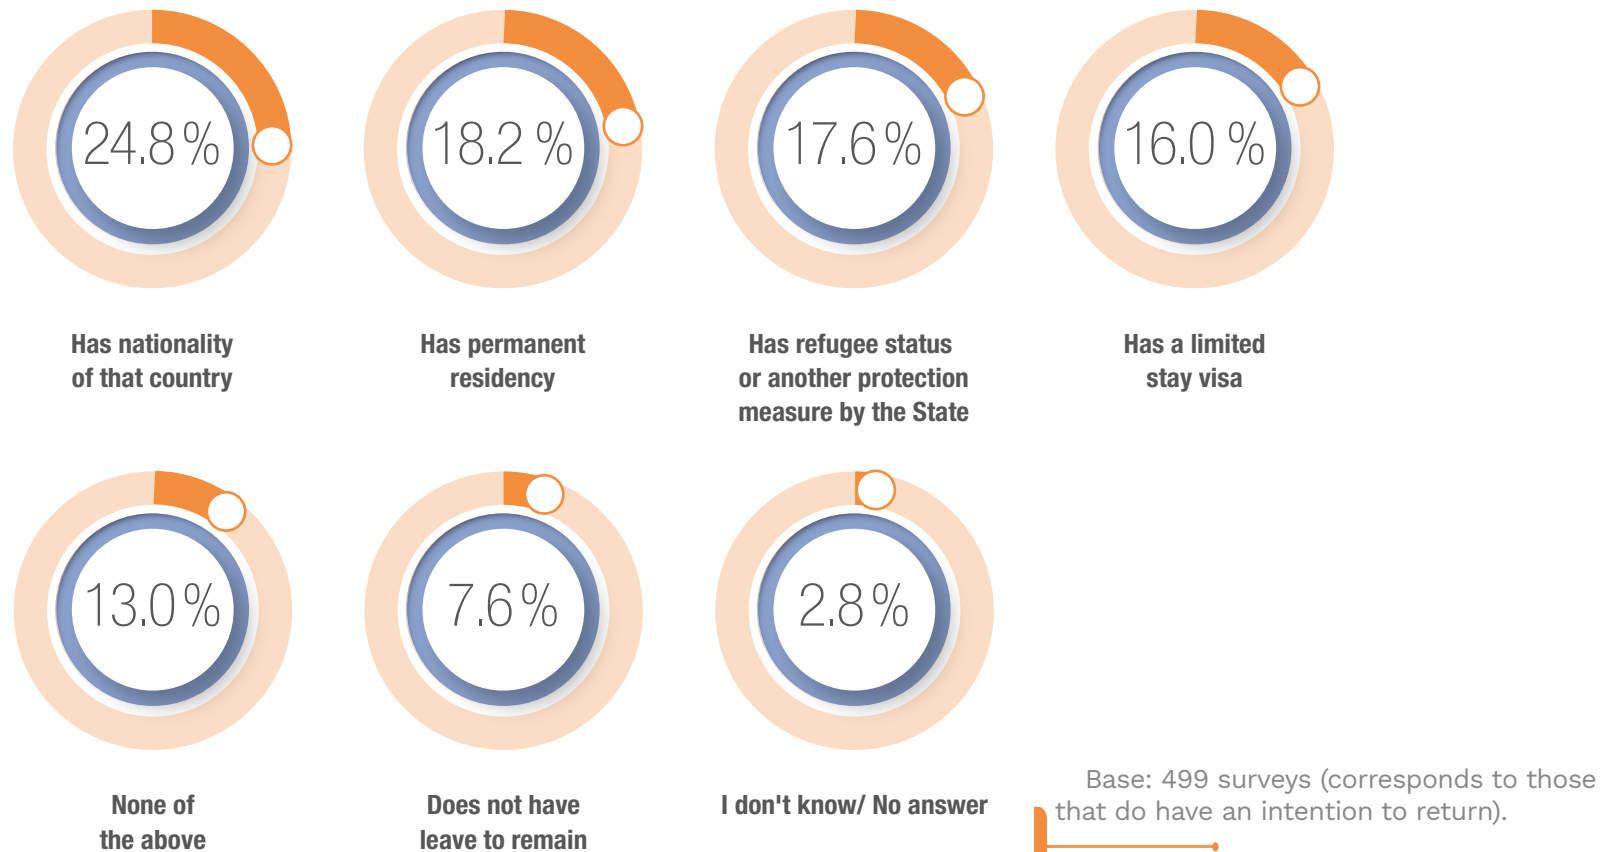 24.8%
18.2 %
17.6%
16.0 %
Has nationality
of that country
Has permanent
residency
Has refugee status
or another protection
measure by the State
Has a limited
stay visa
13.0%
7.6%
2.8%
None of
the above
Does not have
leave to remain
I don't know/ No answer
Base: 499 surveys (corresponds to those
that do have an intention to return).